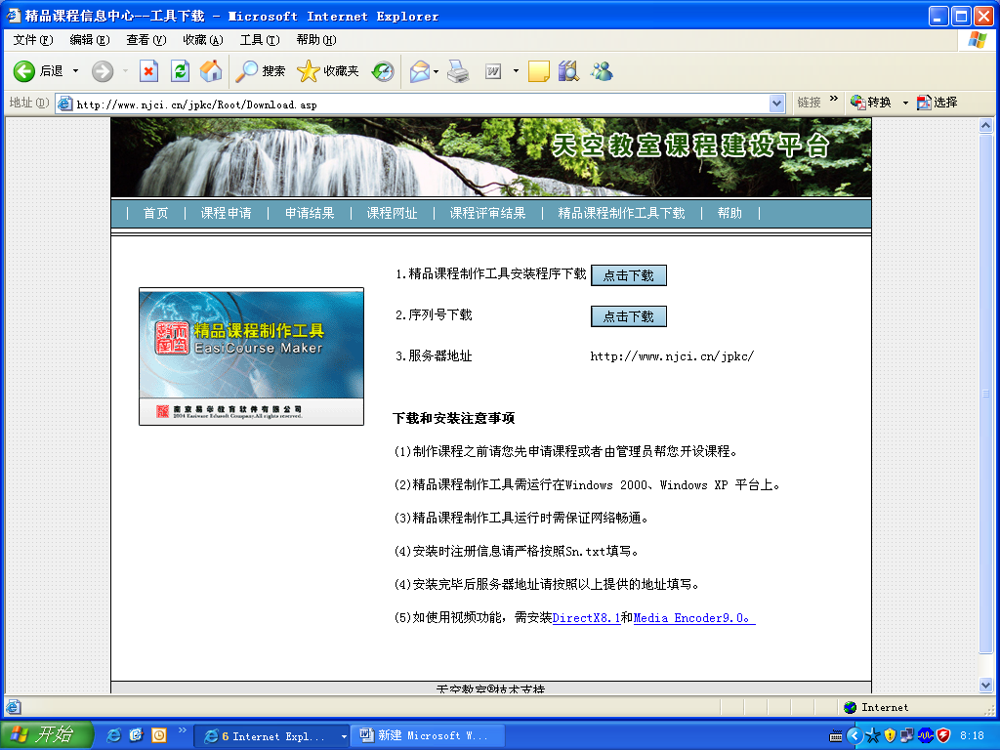 精品课程信息中心--工具下载 - Microsoft Internet Explorer
文件(F) 编辑(E) 查看(V) 收藏(A) 工具(T) 帮助(H)
后退 搜索 收藏夹
地址(D) http://www.njci.cn/jpkc/Root/Download.asp 链接 » 转换 选择
天空教室课程建设平台
| 首页 | 课程申请 | 申请结果 | 课程网址 | 课程评审结果 | 精品课程制作工具下载 | 帮助 |
1.精品课程制作工具安装程序下载 点击下载
精品课程制作工具
EasiCourse Maker
南京易学教育软件有限公司
2.序列号下载 点击下载
3.服务器地址 http://www.njci.cn/jpkc/
下载和安装注意事项
(1)制作课程之前请您先申请课程或者由管理员帮您开设课程。
(2)精品课程制作工具需运行在Windows 2000、Windows XP 平台上。
(3)精品课程制作工具运行时需保证网络畅通。
(4)安装时注册信息请严格按照Sn.txt填写。
(4)安装完毕后服务器地址请按照以上提供的地址填写。
(5)如使用视频功能，需安装DirectX8.1和Media Encoder9.0。
天空教室®技术支持
Internet
开始 » 6 Internet Expl... 新建 Microsoft W... 8:18